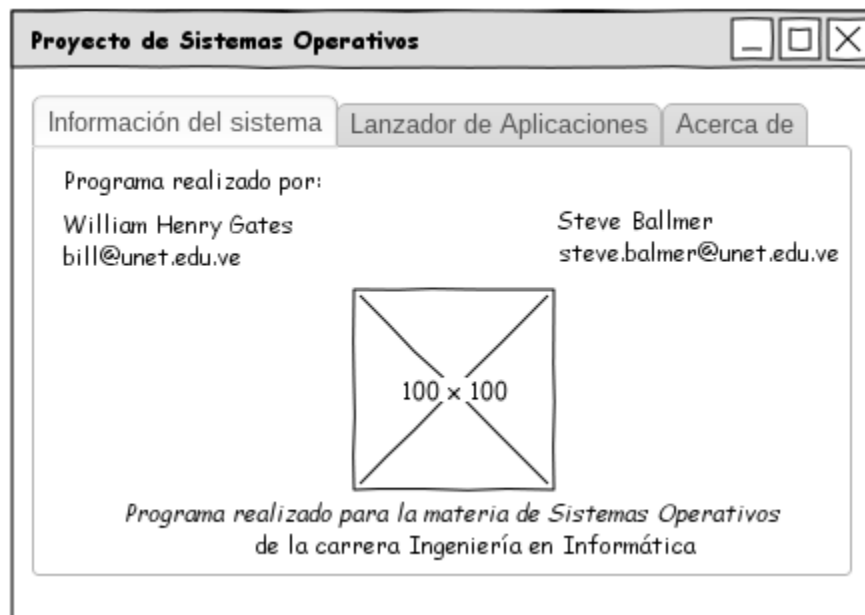 Proyecto de Sistemas Operativos
Información del sistema
Lanzador de Aplicaciones
Acerca de
Programa realizado por:
William Henry Gates
bill@unet.edu.ve
Steve Ballmer
steve.balmer@unet.edu.ve
100 × 100
Programa realizado para la materia de Sistemas Operativos
de la carrera Ingeniería en Informática